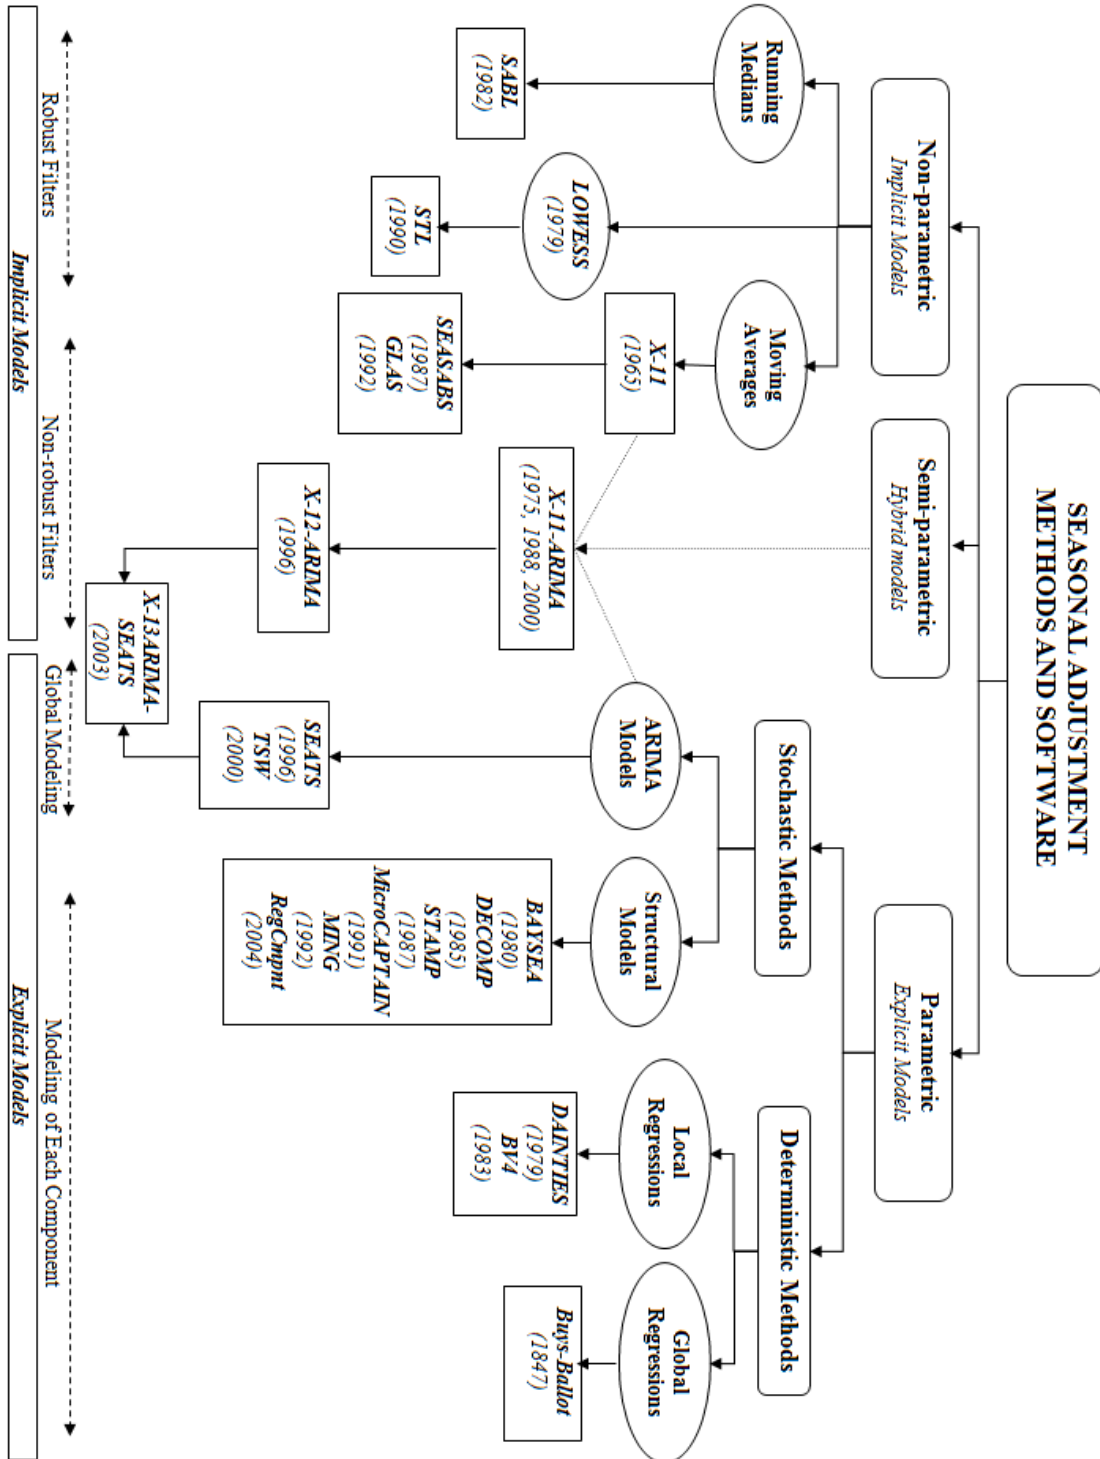 SEASONAL ADJUSTMENT
METHODS AND SOFTWARE
Non-parametric
Implicit Models
Semi-parametric
Hybrid models
Parametric
Explicit Models
Running
Medians
LOWESS
(1979)
Moving
Averages
Stochastic Methods
Deterministic Methods
SABL
(1982)
STL
(1990)
X-11
(1965)
SEASABS
(1987)
GLAS
(1992)
X-11-ARIMA
(1975, 1988, 2000)
X-12-ARIMA
(1996)
ARIMA
Models
Structural
Models
Local
Regressions
Global
Regressions
SEATS
(1996)
TSW
(2000)
BAYSEA
(1980)
DECOMP
(1985)
STAMP
(1987)
MicroCAPTAIN
(1991)
MING
(1992)
RegCmpnt
(2004)
DAINTIES
(1979)
BV4
(1983)
Buys-Ballot
(1847)
X-13ARIMA-
SEATS
(2003)
Robust Filters
Non-robust Filters
Global Modeling
Modeling of Each Component
Implicit Models
Explicit Models